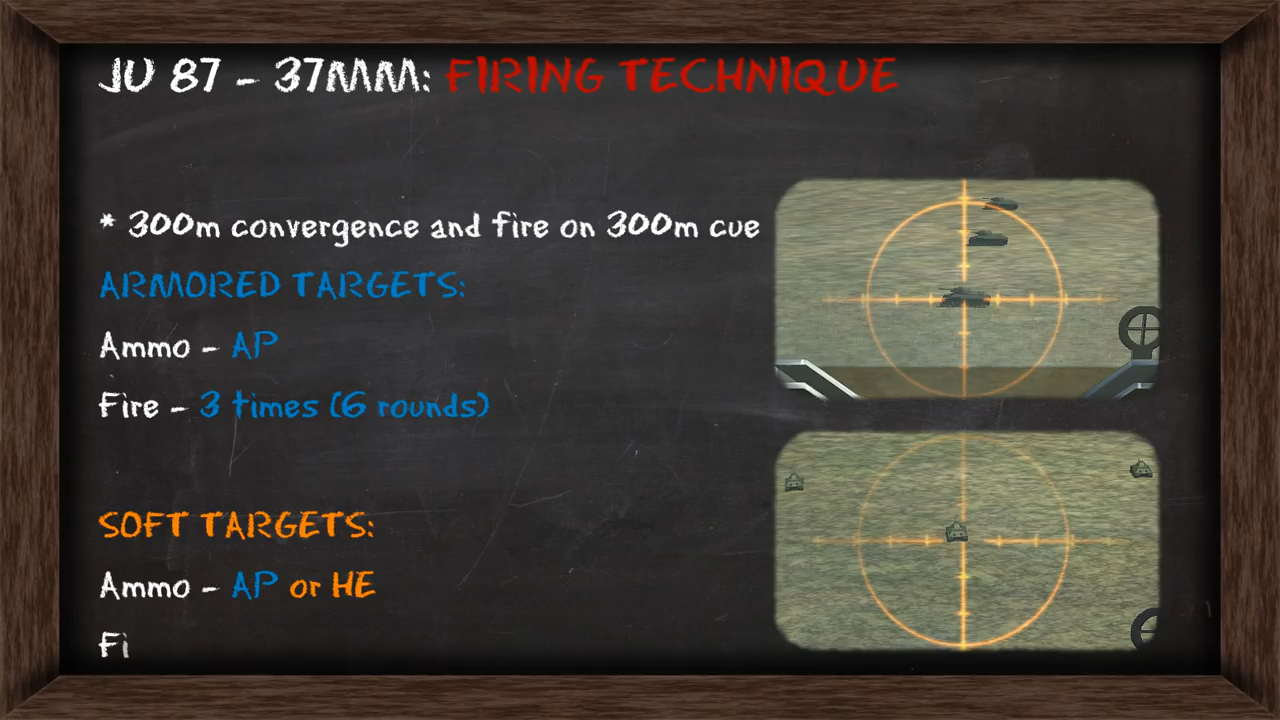 JU 87 - 37MM: FIRING TECHNIQUE
* 300m convergence and fire on 300m cue
ARMORED TARGETS:
Ammo - AP
Fire - 3 times (6 rounds)
SOFT TARGETS:
Ammo - AP or HE
Fi